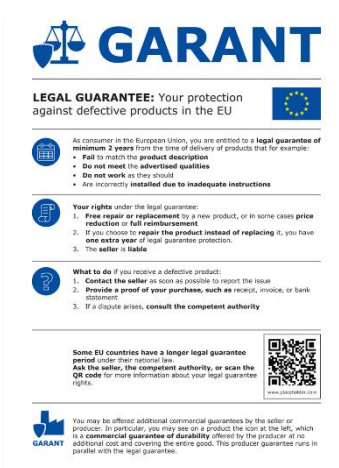 GARANT
LEGAL GUARANTEE: Your protection
against defective products in the EU
As consumer in the European Union, you are entitled to a legal guarantee of
minimum 2 years from the time of delivery of products that for example:
• Fail to match the product description
• Do not meet the advertised qualities
• Do not work as they should
• Are incorrectly installed due to inadequate instructions
Your rights under the legal guarantee:
1. Free repair or replacement by a new product, or in some cases price
reduction or full reimbursement
2. If you choose to repair the product instead of replacing it, you have
one extra year of legal guarantee protection.
3. The seller is liable
What to do if you receive a defective product:
1. Contact the seller as soon as possible to report the issue
2. Provide a proof of your purchase, such as receipt, invoice, or bank
statement
3. If a dispute arises, consult the competent authority
Some EU countries have a longer legal guarantee
period under their national law.
Ask the seller, the competent authority, or scan the
QR code for more information about your legal guarantee
rights.
www.placeholder.com
You may be offered additional commercial guarantees by the seller or
producer. In particular, you may see on a product the icon at the left, which
is a commercial guarantee of durability offered by the producer at no
additional cost and covering the entire good. This producer guarantee runs in
parallel with the legal guarantee.
GARANT